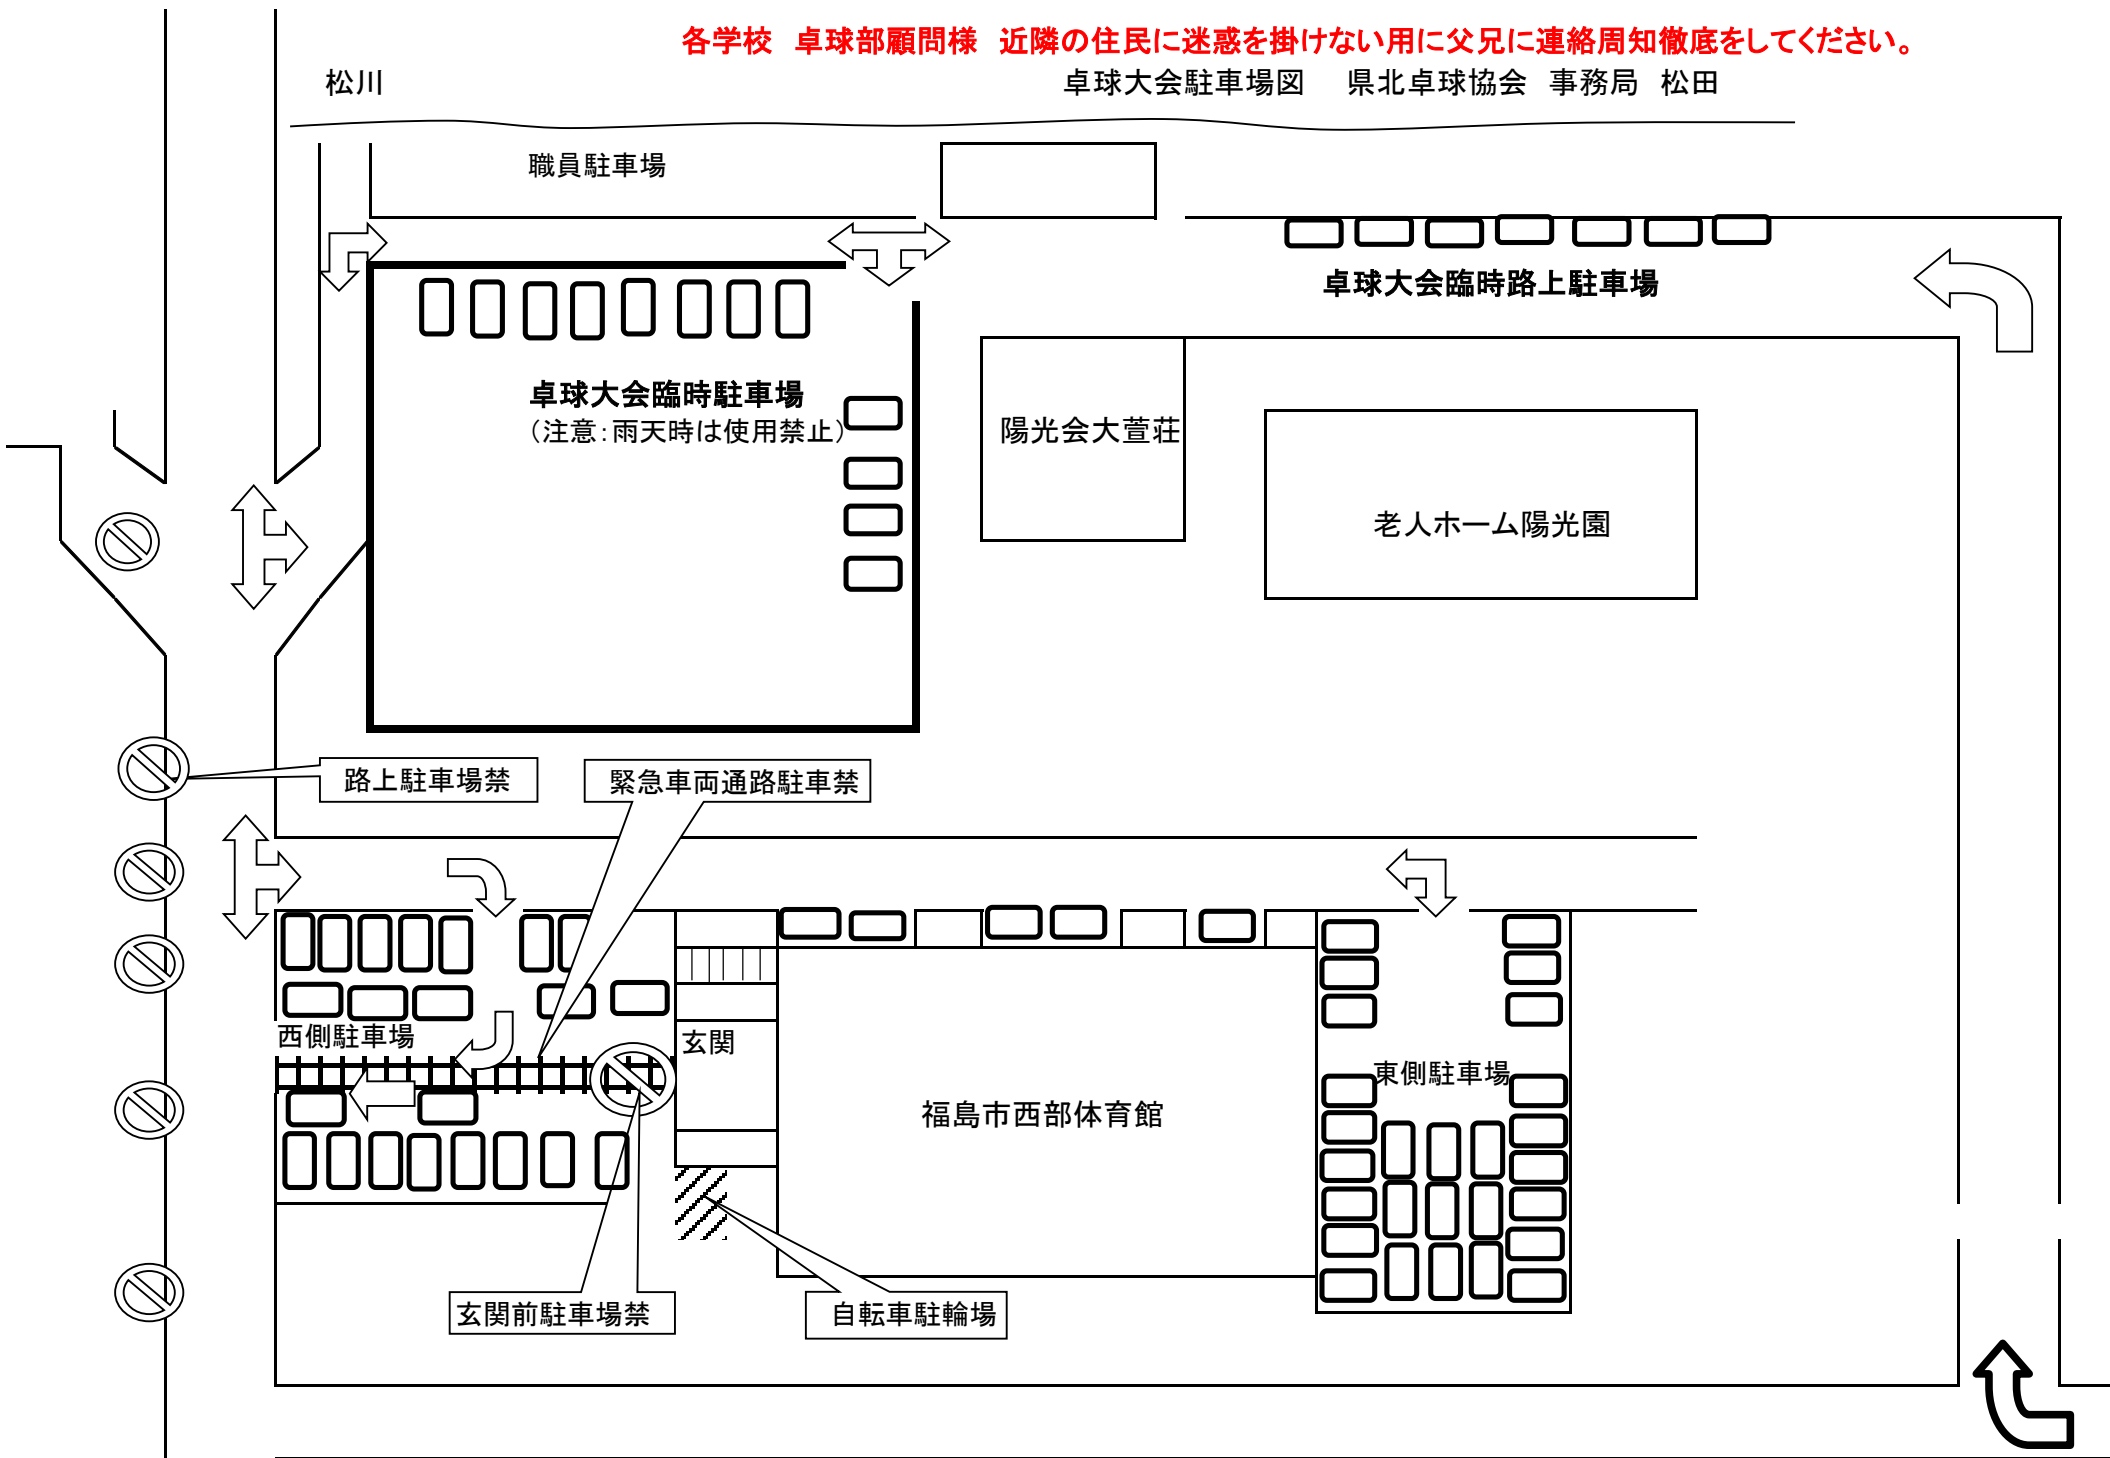 各学校　卓球部顧問様　近隣の住民に迷惑を掛けない用に父兄に連絡周知徹底をしてください。
松川
卓球大会駐車場図　県北卓球協会　事務局　松田
職員駐車場
卓球大会臨時路上駐車場
卓球大会臨時駐車場
（注意：雨天時は使用禁止）
陽光会大萱荘
老人ホーム陽光園
路上駐車場禁
緊急車両通路駐車禁
西側駐車場
玄関
東側駐車場
福島市西部体育館
玄関前駐車場禁
自転車駐輪場